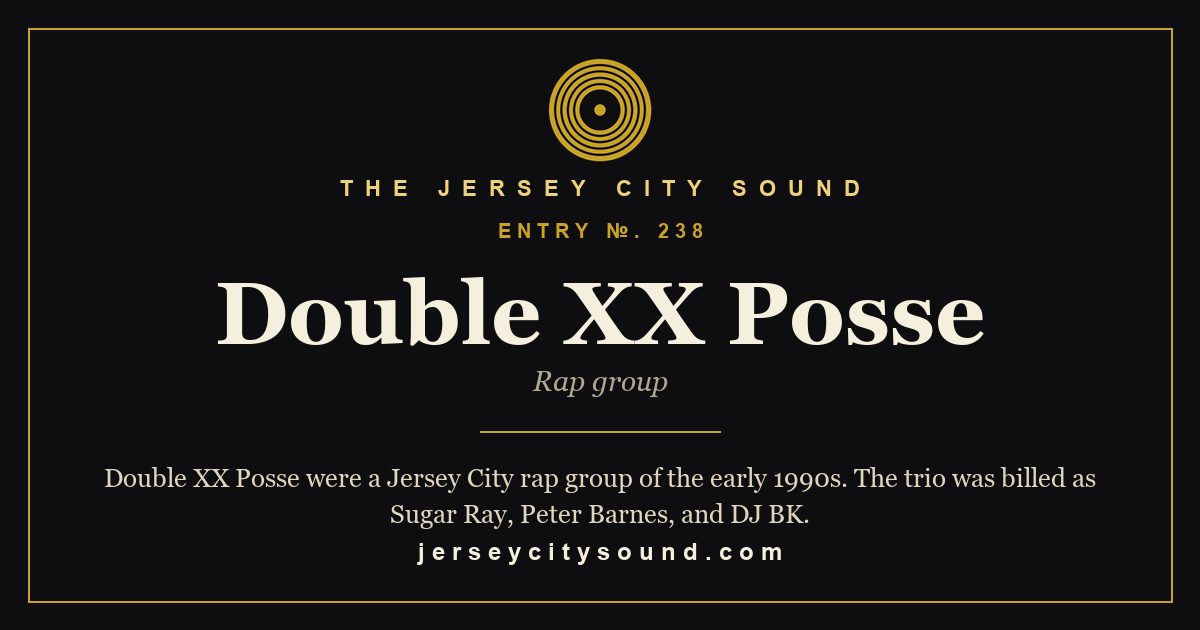 THE JERSEY CITY SOUND
ENTRY №. 238
Double XX Posse
Rap group
Double XX Posse were a Jersey City rap group of the early 1990s. The trio was billed as
Sugar Ray, Peter Barnes, and DJ BK.
jerseycitysound.com